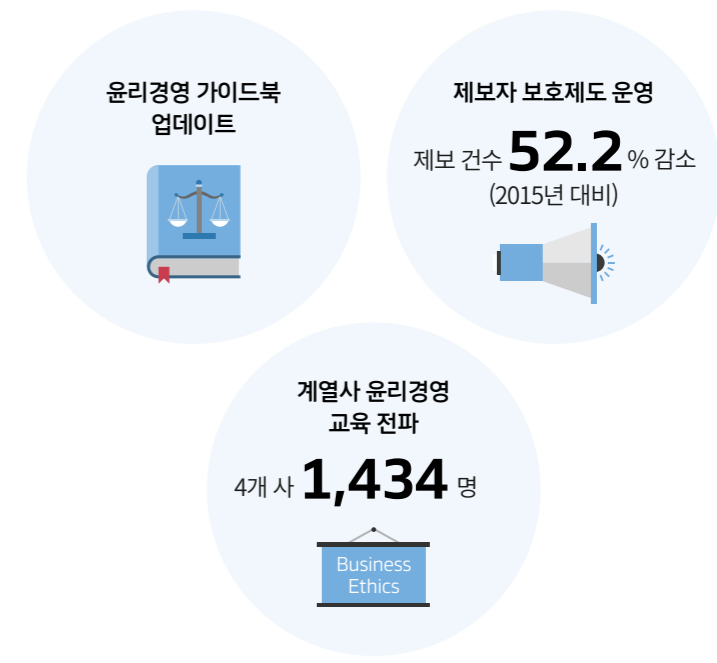 윤리경영 가이드북
업데이트
제보자 보호제도 운영
제보 건수 52.2 % 감소
(2015년 대비)
계열사 윤리경영
교육 전파
4개 사 1,434 명
Business
Ethics